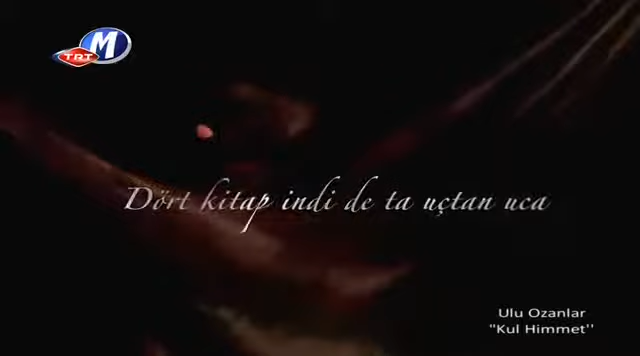 M
TRT
Dört kitap indi de ta uçtan uca
Ulu Ozanlar
"Kul Himmet"